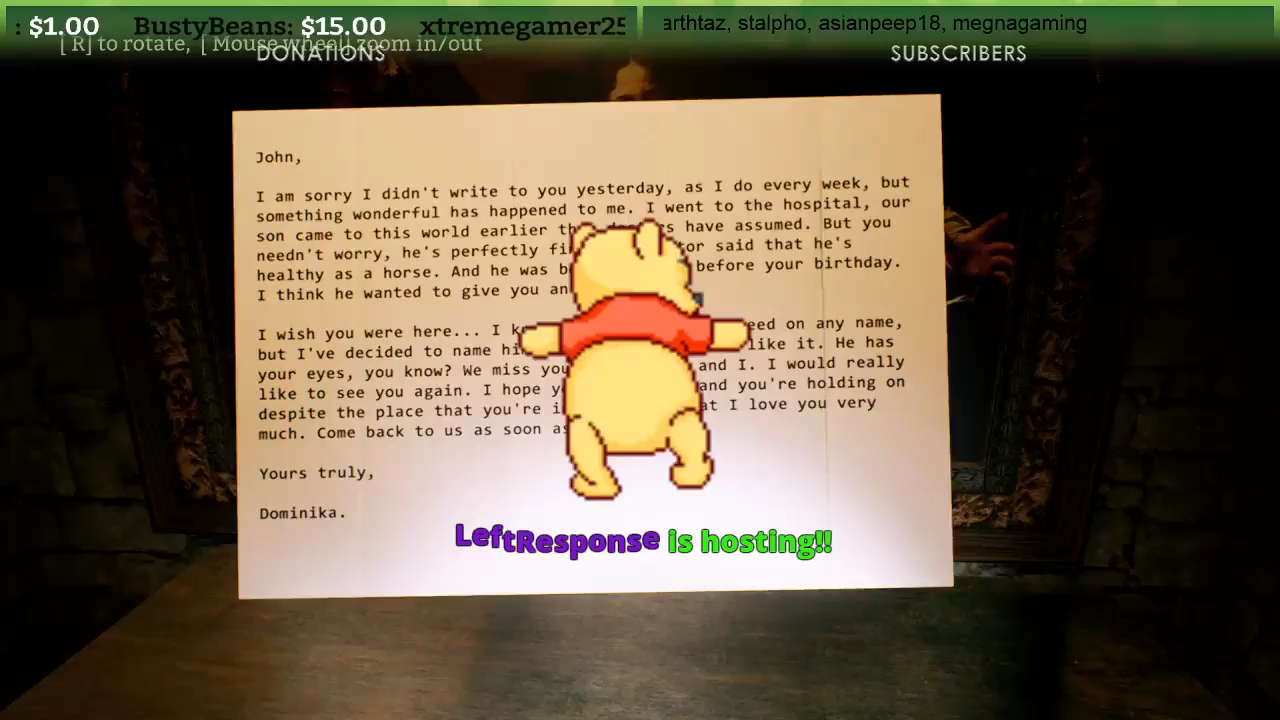 : $1.00 BustyBeans: $15.00 xtremegamer25
arthtaz, stalpho, asianpeep18, megnagaming
[ R] to rotate, [ Mouse wheel] zoom in/out
DONATIONS
SUBSCRIBERS
John,
I am sorry I didn't write to you yesterday, as I do every week, but
something wonderful has happened to me. I went to the hospital, our
son came to this world earlier have assumed. But you
needn't worry, he's perfectly said that he's
healthy as a horse. And he was before your birthday.
I think he wanted to give you
I wish you were here... I on any name,
but I've decided to name like it. He has
your eyes, you know? We miss and I. I would really
like to see you again. I hope and you're holding on
despite the place that you're I love you very
much. Come back to us as soon
Yours truly,
Dominika.
LeftResponse is hosting!!